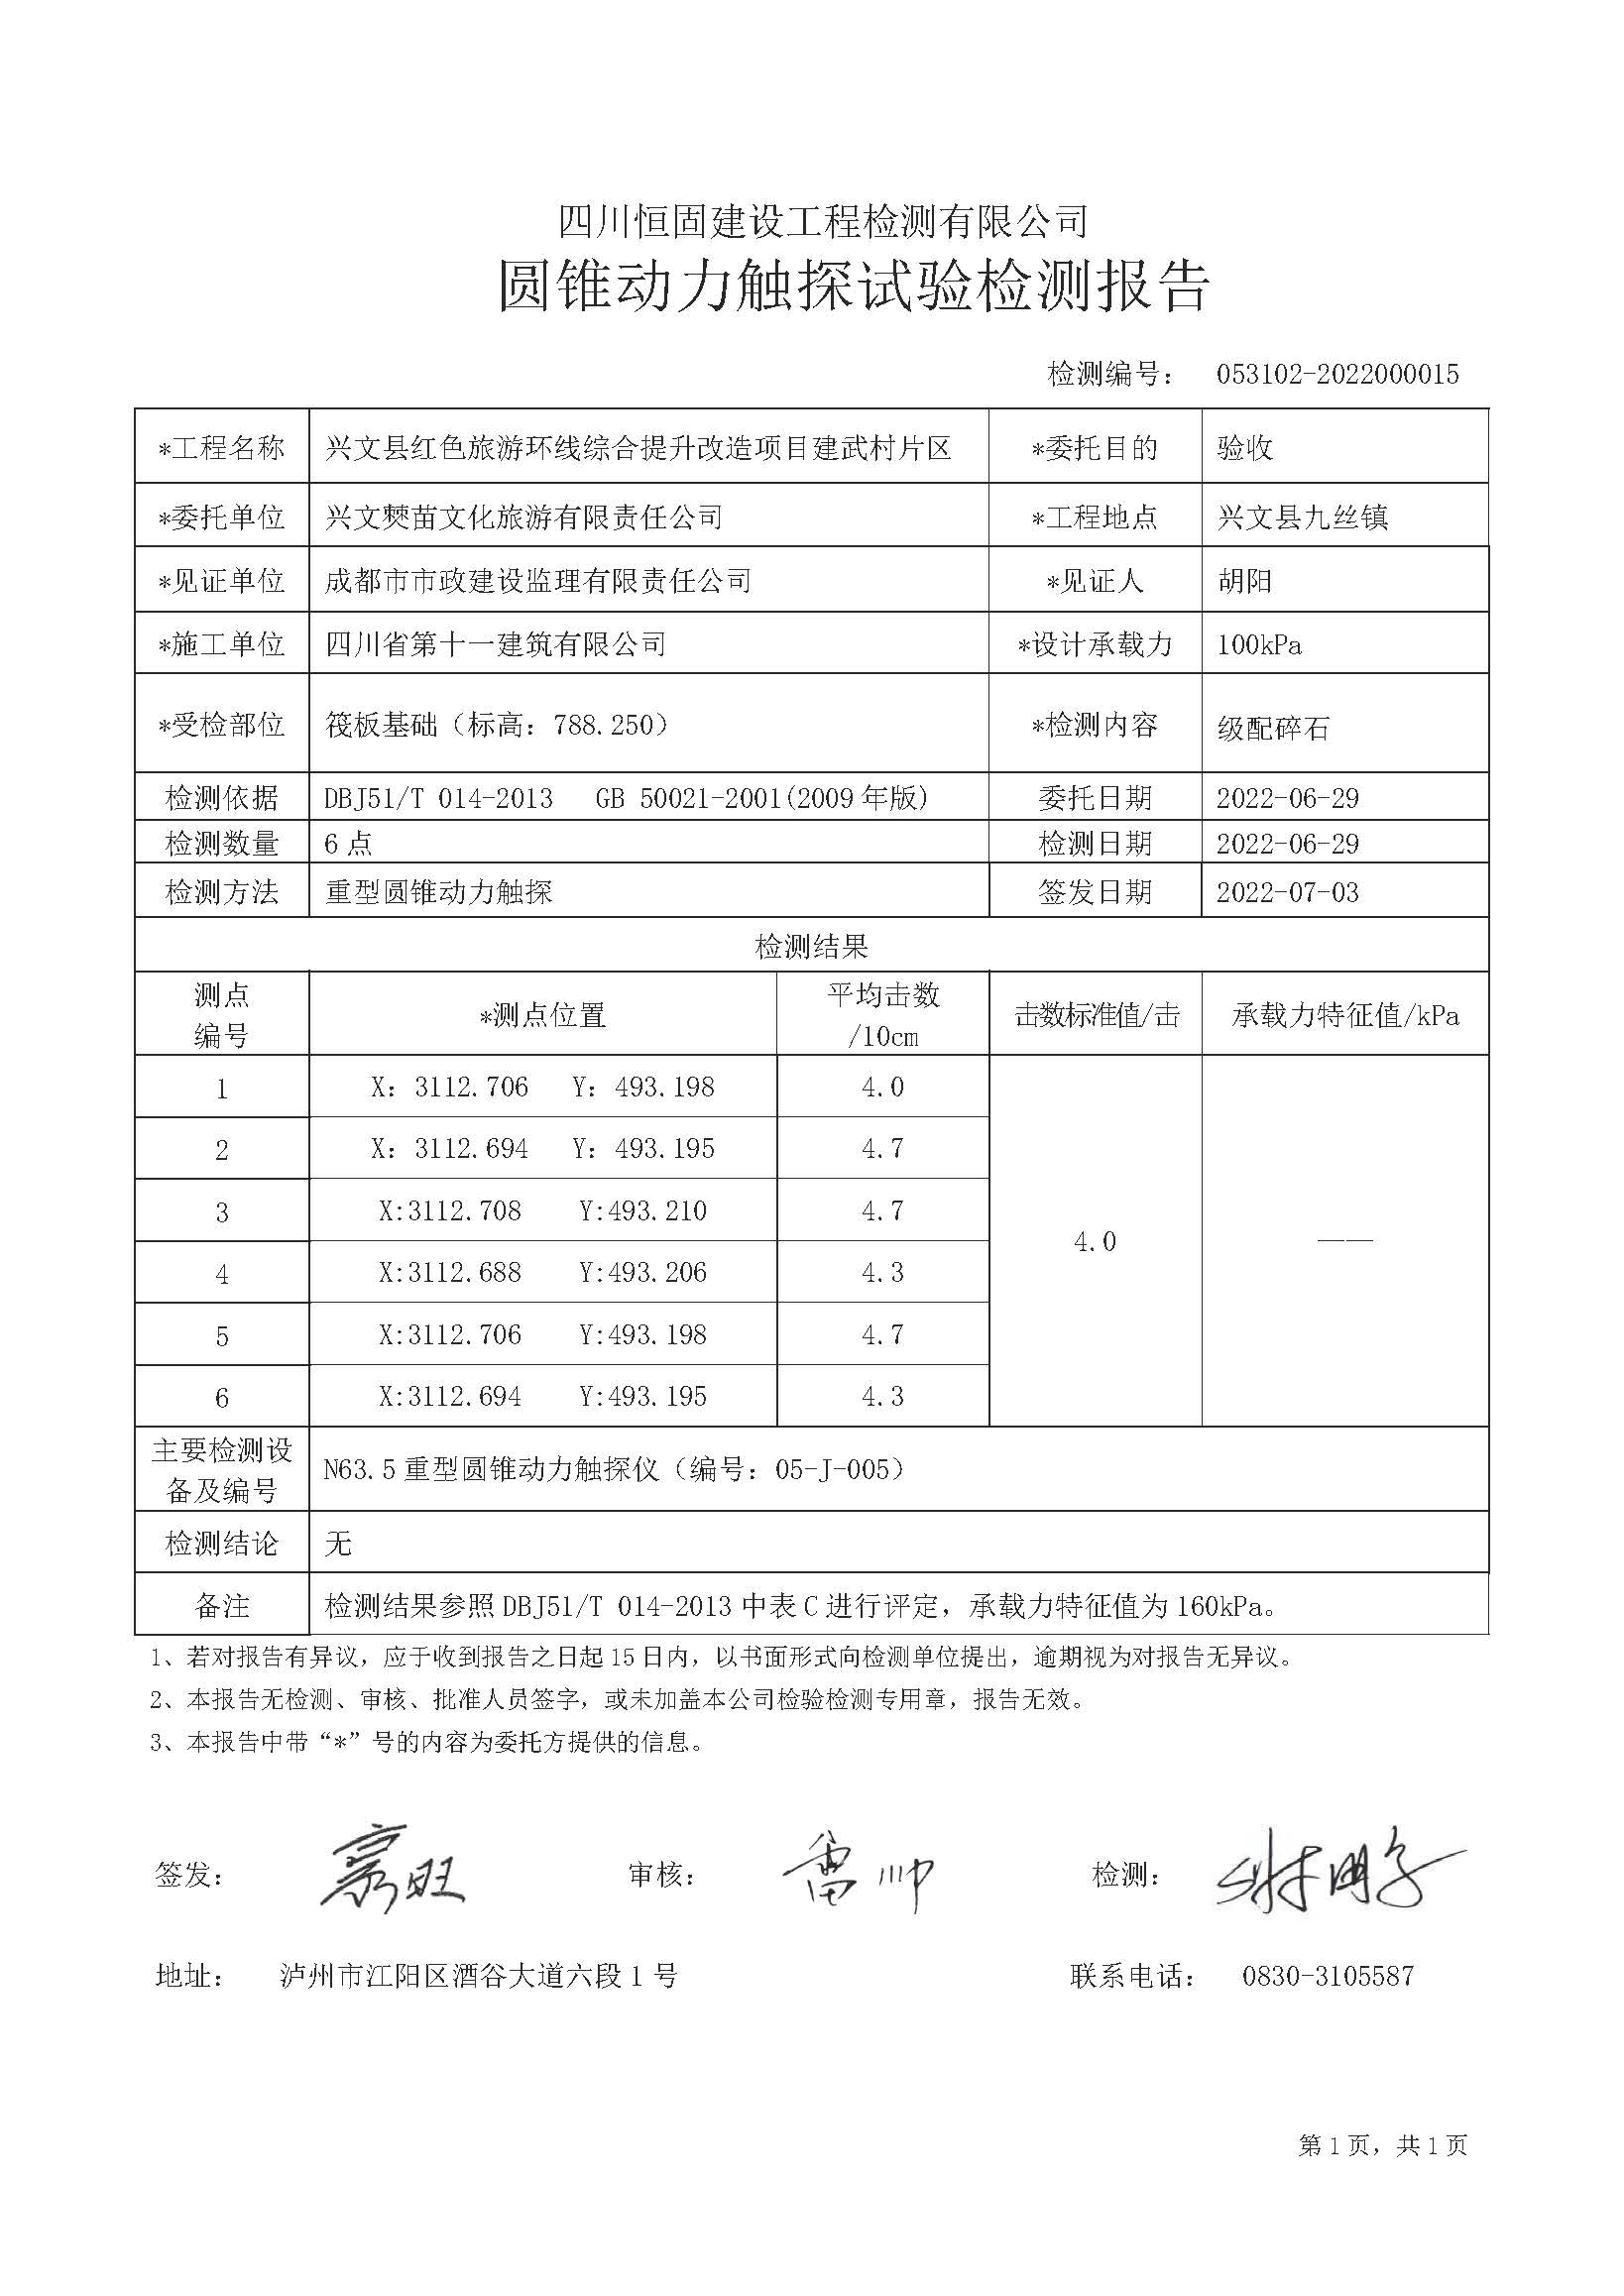 四川恒固建设工程检测有限公司
圆锥动力触探试验检测报告
检测编号： 053102-2022000015
*工程名称 兴文县红色旅游环线综合提升改造项目建武村片区 *委托目的 验收
*委托单位 兴文僰苗文化旅游有限责任公司 *工程地点 兴文县九丝镇
*见证单位 成都市市政建设监理有限责任公司 *见证人 胡阳
*施工单位 四川省第十一建筑有限公司 *设计承载力 100kPa
*受检部位 筏板基础（标高：788.250） *检测内容 级配碎石
检测依据 DBJ51/T 014-2013 GB 50021-2001(2009年版) 委托日期 2022-06-29
检测数量 6点 检测日期 2022-06-29
检测方法 重型圆锥动力触探 签发日期 2022-07-03
检测结果
测点编号 *测点位置 平均击数/10cm 击数标准值/击 承载力特征值/kPa
1 X：3112.706 Y：493.198 4.0
2 X：3112.694 Y：493.195 4.7
3 X:3112.708 Y:493.210 4.7
4.0 ——
4 X:3112.688 Y:493.206 4.3
5 X:3112.706 Y:493.198 4.7
6 X:3112.694 Y:493.195 4.3
主要检测设备及编号 N63.5重型圆锥动力触探仪（编号：05-J-005）
检测结论 无
备注 检测结果参照DBJ51/T 014-2013中表C进行评定，承载力特征值为160kPa。
1、若对报告有异议，应于收到报告之日起15日内，以书面形式向检测单位提出，逾期视为对报告无异议。
2、本报告无检测、审核、批准人员签字，或未加盖本公司检验检测专用章，报告无效。
3、本报告中带“*”号的内容为委托方提供的信息。
签发： 审核： 雷帅 检测：
地址： 泸州市江阳区酒谷大道六段1号 联系电话： 0830-3105587
第1页，共1页